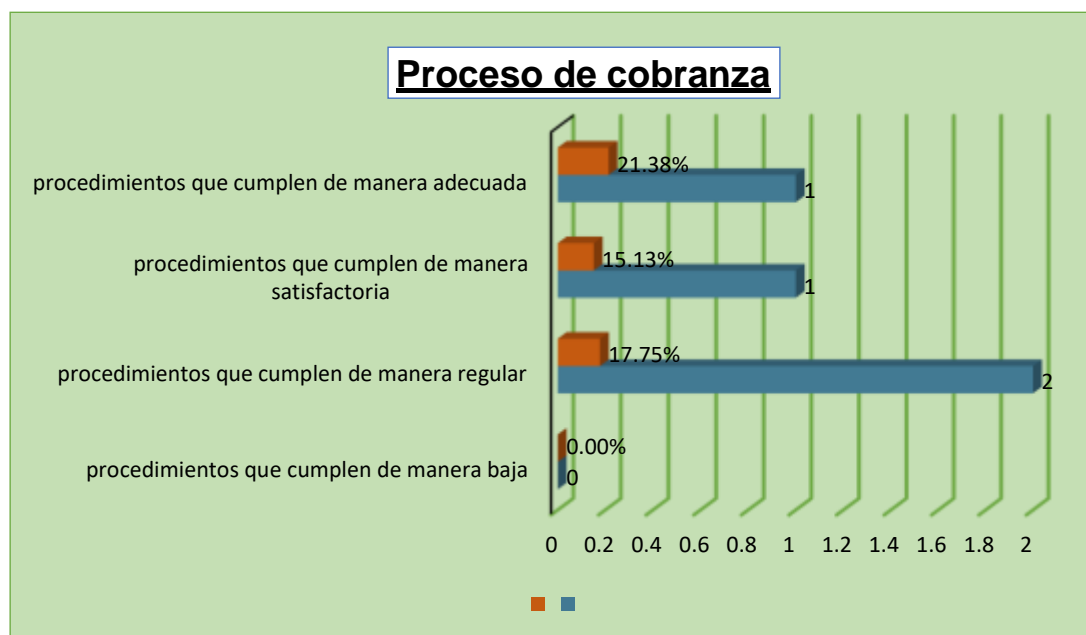 Proceso de cobranza
21.38%
procedimientos que cumplen de manera adecuada
1
procedimientos que cumplen de manera
satisfactoria
15.13%
1
17.75%
procedimientos que cumplen de manera regular
2
0.00%
procedimientos que cumplen de manera baja
0
0 0.2 0.4 0.6 0.8 1 1.2 1.4 1.6 1.8 2